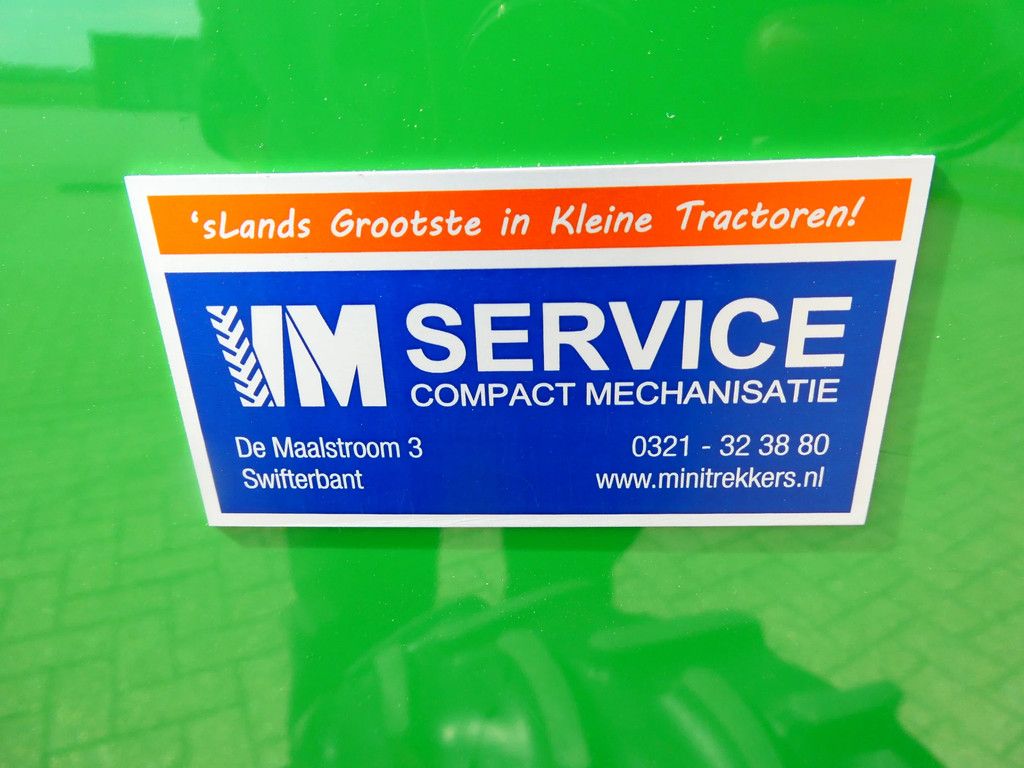 ‘sLands Grootste in Kleine Tractoren!
VM SERVICE
COMPACT MECHANISATIE
De Maalstroom 3
Swifterbant
0321 - 32 38 80
www.minitrekkers.nl